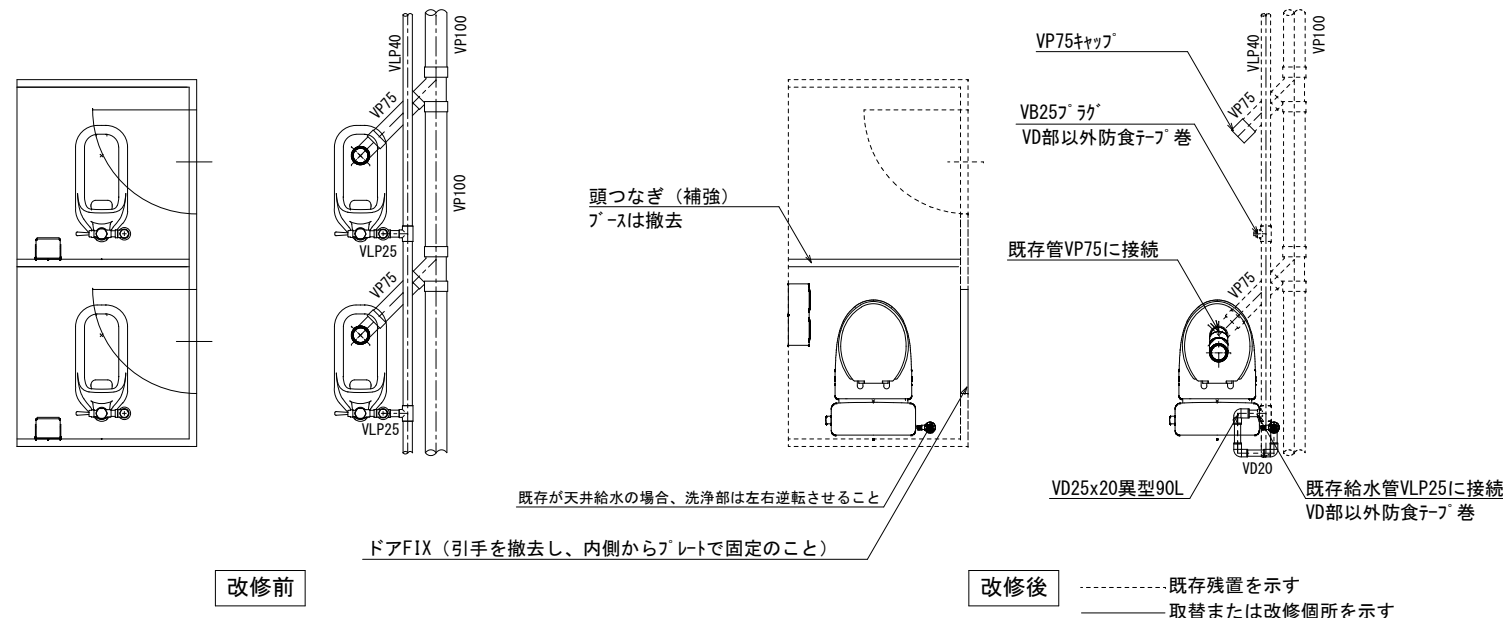 VLP40
VP100
VP75
VP100
VLP25
VP75
VLP25
改修前
頭つなぎ（補強）
ﾌﾞｰｽは撤去
既存が天井給水の場合、洗浄部は左右逆転させること
ドアFIX（引手を撤去し、内側からﾌﾟﾚｰﾄで固定のこと）
VP75ｷｬｯﾌﾟ
VLP40
VP100
VP75
VB25ﾌﾟﾗｸﾞ
VD部以外防食ﾃｰﾌﾟ巻
既存管VP75に接続
VP75
VD20
VD25x20異型90L
既存給水管VLP25に接続
VD部以外防食ﾃｰﾌﾟ巻
改修後
既存残置を示す
取替または改修個所を示す